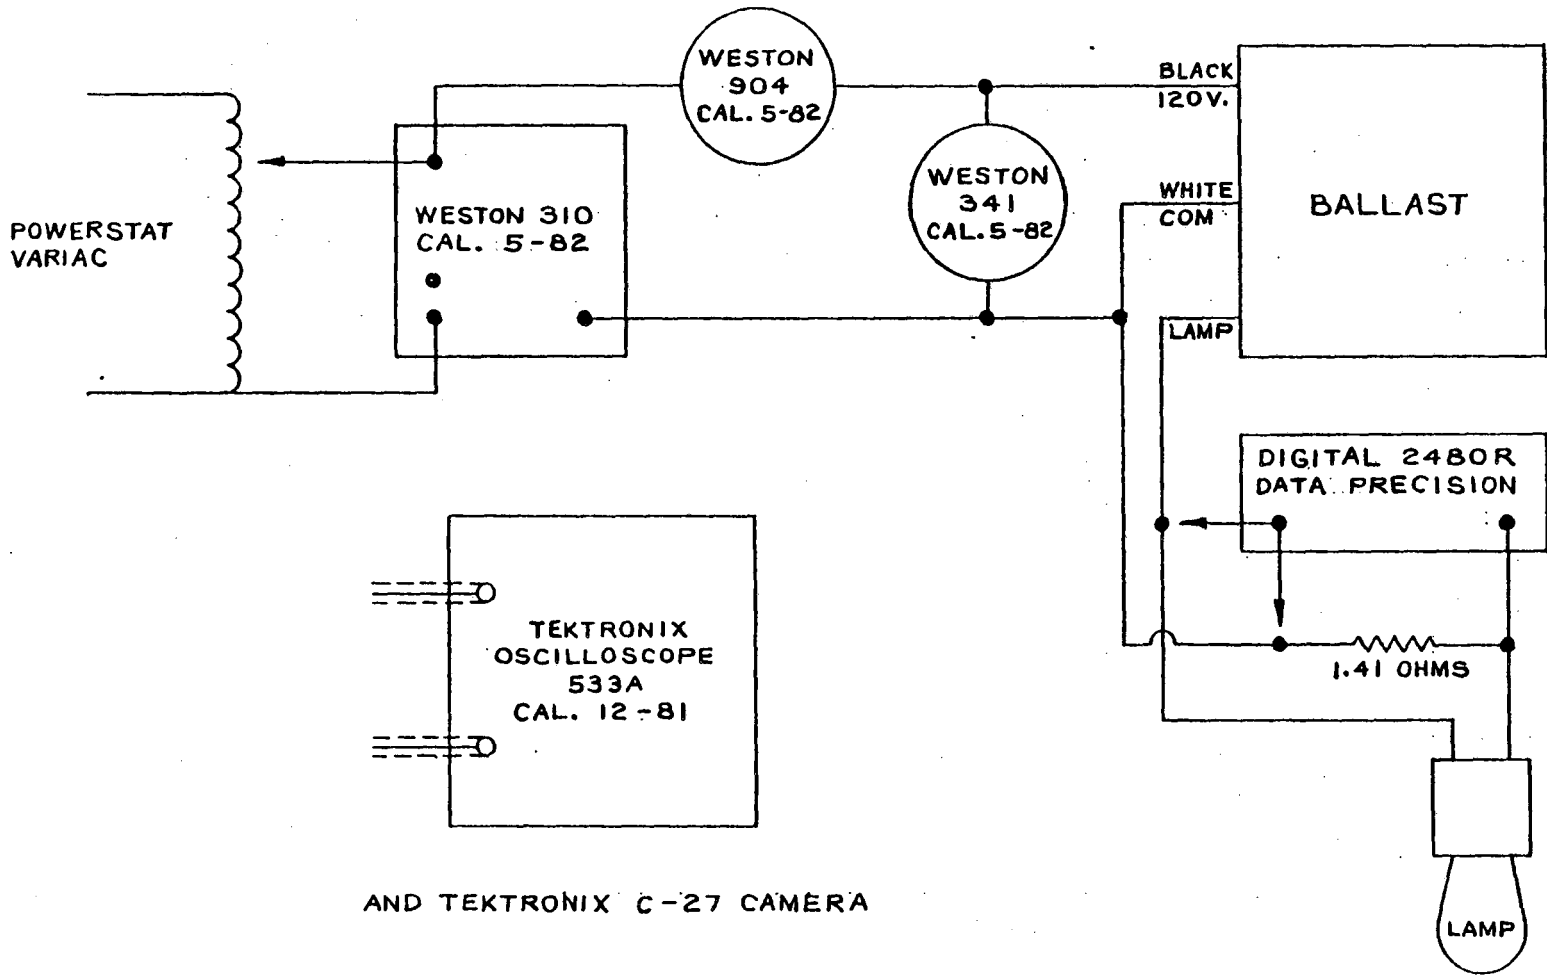 WESTON
904
CAL. 5-82
BLACK
120V.
POWERSTAT
VARIAC
WESTON 310
CAL. 5-82
WESTON
341
CAL. 5-82
WHITE
COM
BALLAST
LAMP
DIGITAL 2480R
DATA PRECISION
TEKTRONIX
OSCILLOSCOPE
533A
CAL. 12-81
1.41 OHMS
AND TEKTRONIX C-27 CAMERA
LAMP